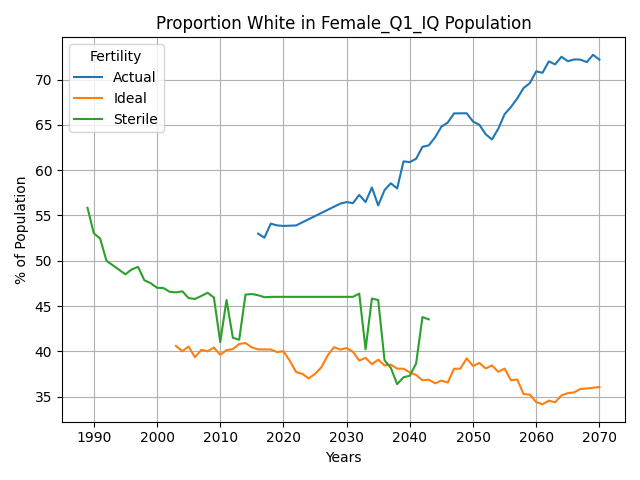 Proportion White in Female_Q1_IQ Population
Fertility
Actual
Ideal
Sterile
% of Population
70
65
60
55
50
45
40
35
1990
2000
2010
2020
2030
2040
2050
2060
2070
Years